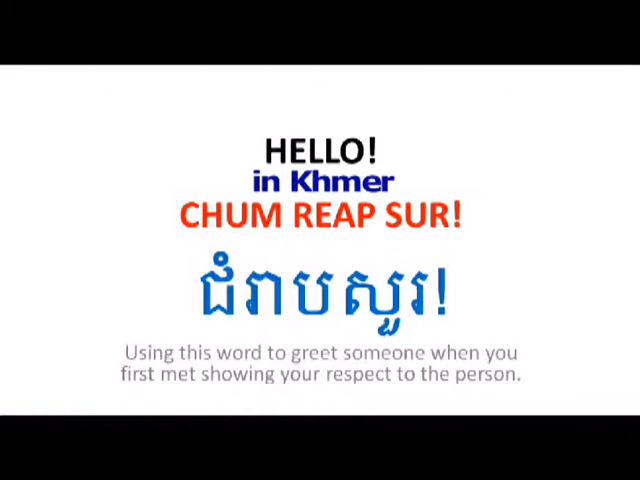 HELLO!
in Khmer
CHUM REAP SUR!
ជំរាបសួរ!
Using this word to greet someone when you
first met showing your respect to the person.